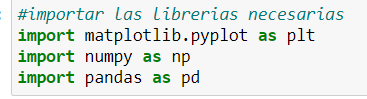 #importar las librerias necesarias
import matplotlib.pyplot as plt
import numpy as np
import pandas as pd